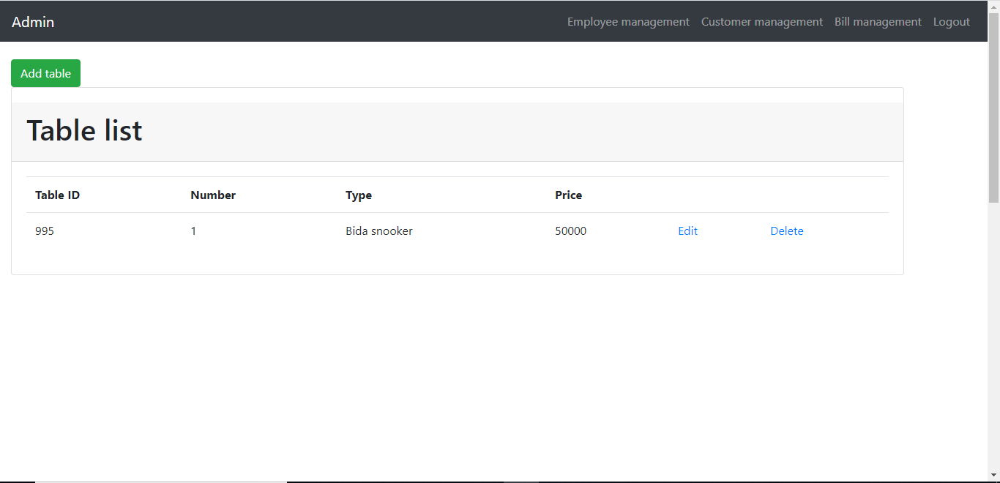 Admin Employee management Customer management Bill management Logout
Add table
Table list
Table ID Number Type Price
995 1 Bida snooker 50000 Edit Delete